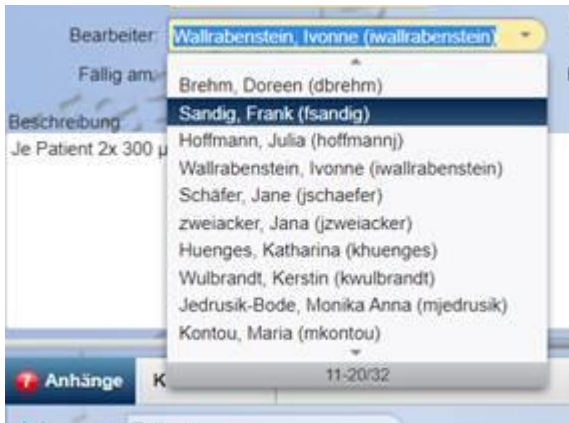 Bearbeiter: Wallrabenstein, Ivonne (iwallrabenstein)
Fällig am:
Brehm, Doreen (dbrehm)
Beschreibung
Sandig, Frank (fsandig)
Je Patient 2x 300 µ
Hoffmann, Julia (hoffmannj)
Wallrabenstein, Ivonne (iwallrabenstein)
Schäfer, Jane (jschaefer)
zweiacker, Jana (jzweiacker)
Huenges, Katharina (khuenges)
Wulbrandt, Kerstin (kwulbrandt)
Jedrusik-Bode, Monika Anna (mjedrusik)
Kontou, Maria (mkontou)
11-20/32
Anhänge K